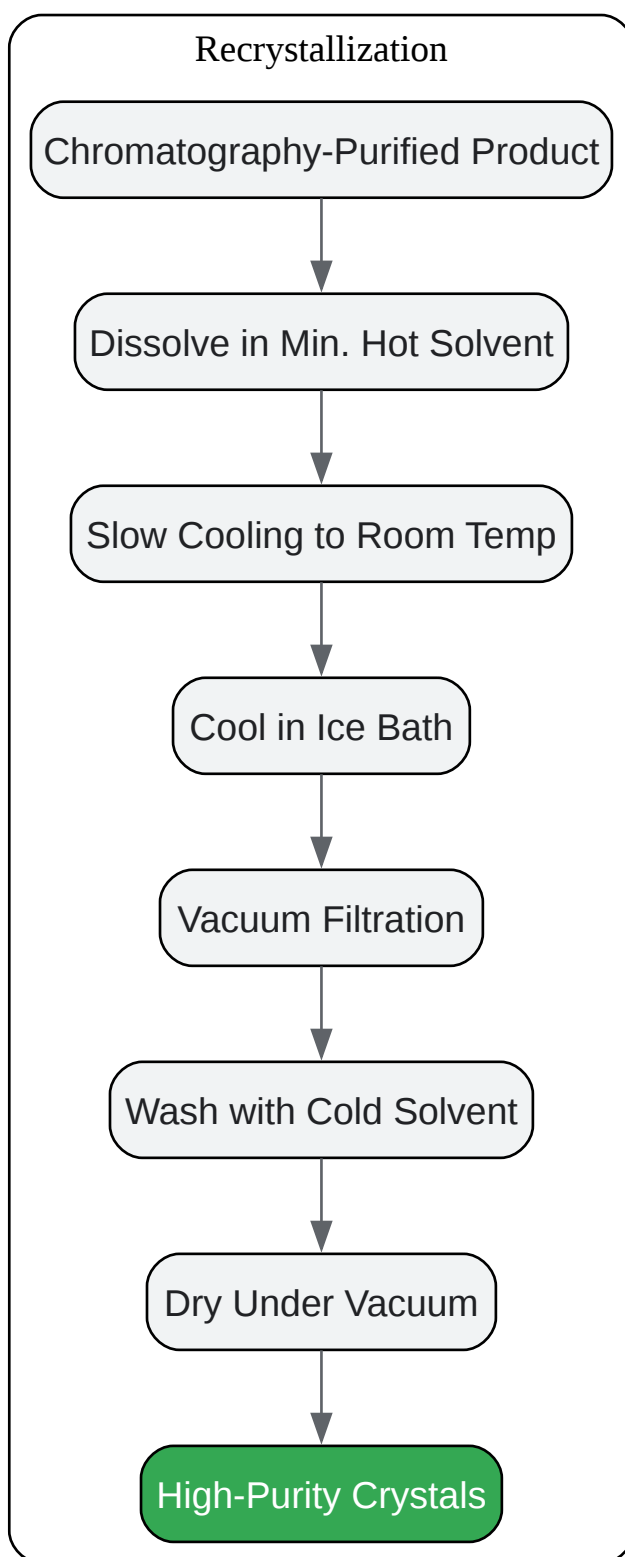 Recrystallization
Chromatography-Purified Product
Dissolve in Min. Hot Solvent
Slow Cooling to Room Temp
Cool in Ice Bath
Vacuum Filtration
Wash with Cold Solvent
Dry Under Vacuum
High-Purity Crystals